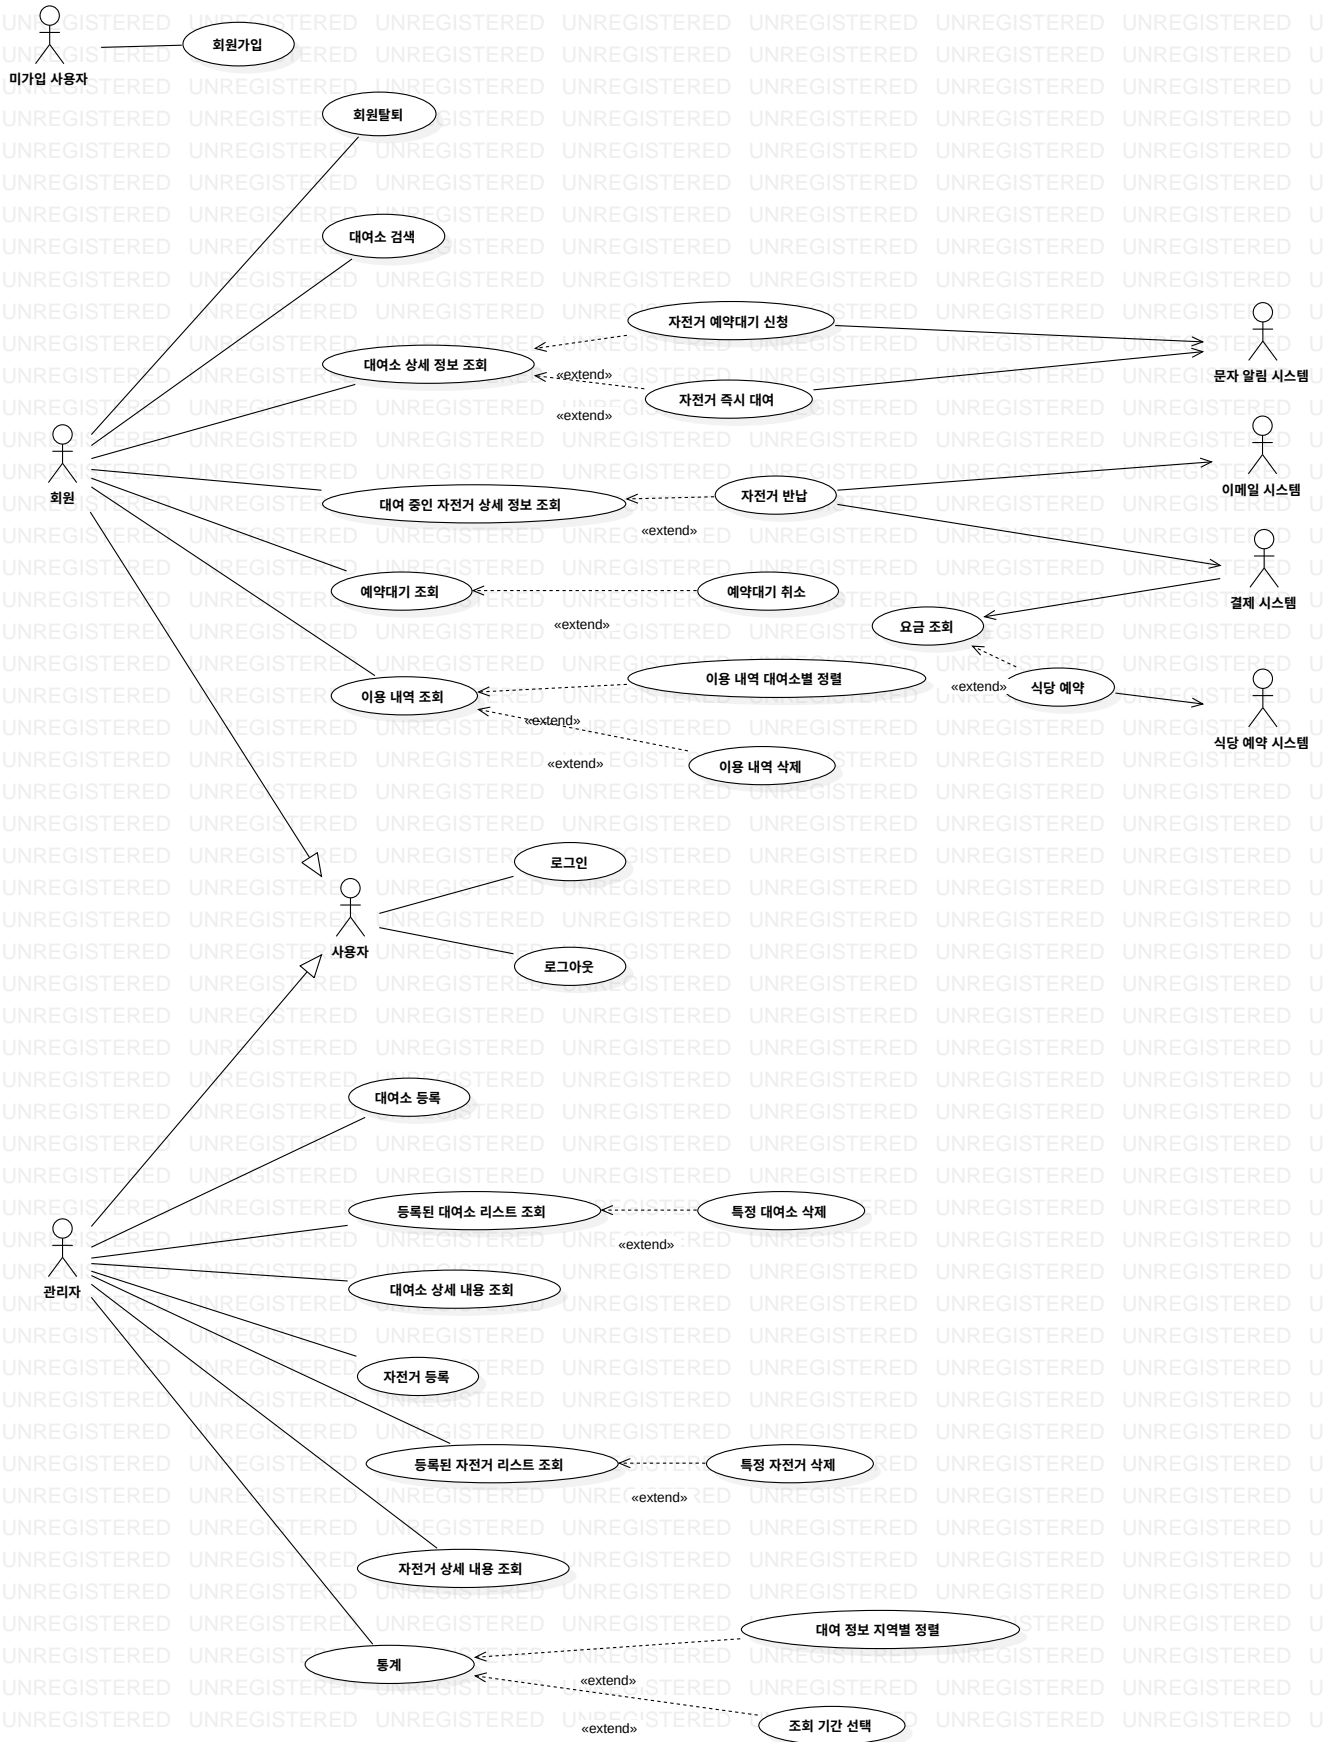 미가입 사용자
회원가입
회원탈퇴
대여소 검색
대여소 상세 정보 조회
«extend»
자전거 예약대기 신청
«extend»
자전거 즉시 대여
문자 알림 시스템
회원
대여 중인 자전거 상세 정보 조회
«extend»
자전거 반납
이메일 시스템
예약대기 조회
«extend»
예약대기 취소
결제 시스템
요금 조회
«extend»
식당 예약
식당 예약 시스템
이용 내역 조회
«extend»
이용 내역 대여소별 정렬
«extend»
이용 내역 삭제
사용자
로그인
로그아웃
관리자
대여소 등록
등록된 대여소 리스트 조회
«extend»
특정 대여소 삭제
대여소 상세 내용 조회
자전거 등록
등록된 자전거 리스트 조회
«extend»
특정 자전거 삭제
자전거 상세 내용 조회
통계
«extend»
대여 정보 지역별 정렬
«extend»
조회 기간 선택
UNREGISTERED